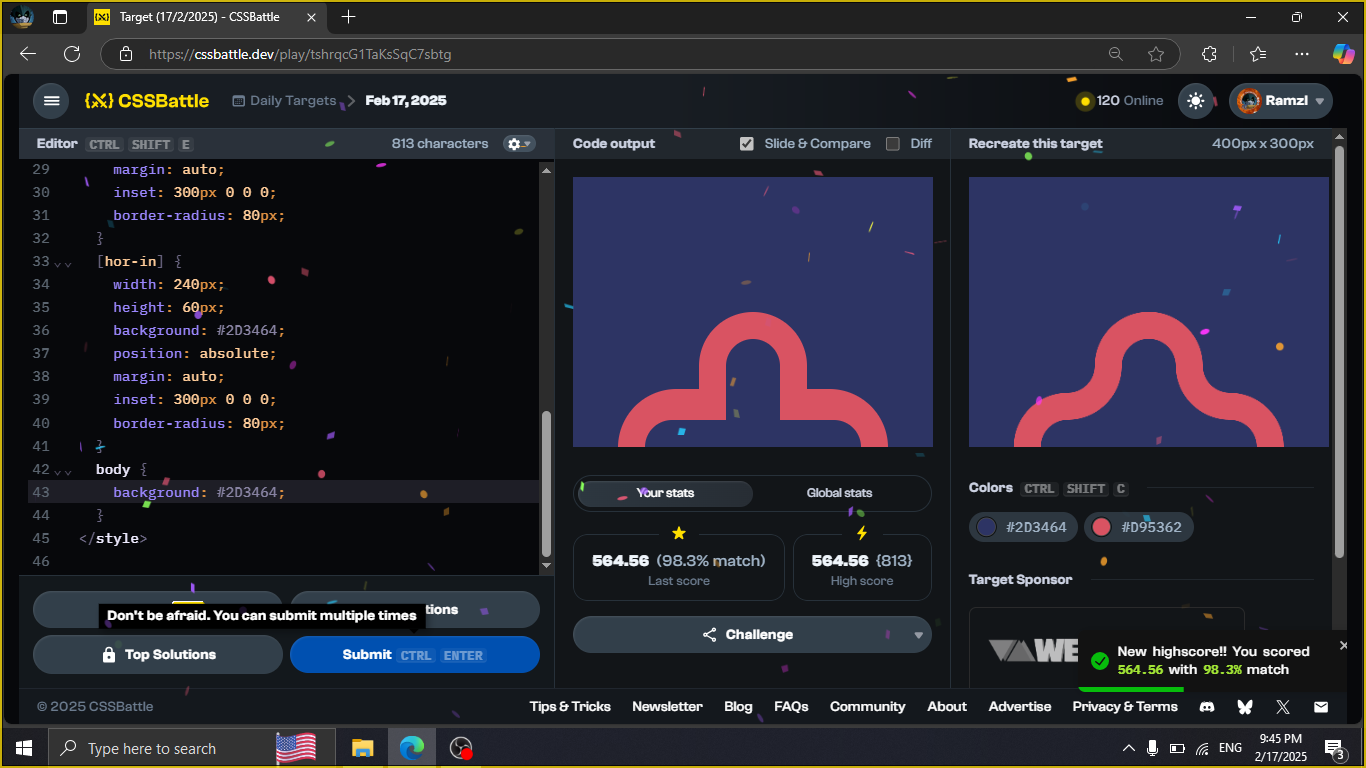 Target (17/2/2025) - CSSBattle
https://cssbattle.dev/play/tshrqcG1TaKsSqC7sbtg
{X} CSSBattle
Daily Targets
Feb 17, 2025
120 Online
Ramzl
Editor CTRL SHIFT E
813 characters
Code output
Slide & Compare
Diff
Recreate this target
400px x 300px
29 margin: auto;
30 inset: 300px 0 0 0;
31 border-radius: 80px;
32 }
33 [hor-in] {
34 width: 240px;
35 height: 60px;
36 background: #2D3464;
37 position: absolute;
38 margin: auto;
39 inset: 300px 0 0 0;
40 border-radius: 80px;
41 }
42 body {
43 background: #2D3464;
44 }
45 </style>
46
Don't be afraid. You can submit multiple times
Top Solutions
Submit CTRL ENTER
Your stats
Global stats
564.56 (98.3% match)
Last score
564.56 {813}
High score
Challenge
Colors CTRL SHIFT C
#2D3464
#D95362
Target Sponsor
New highscore!! You scored
564.56 with 98.3% match
© 2025 CSSBattle
Tips & Tricks
Newsletter
Blog
FAQs
Community
About
Advertise
Privacy & Terms
Type here to search
ENG
9:45 PM
2/17/2025
3